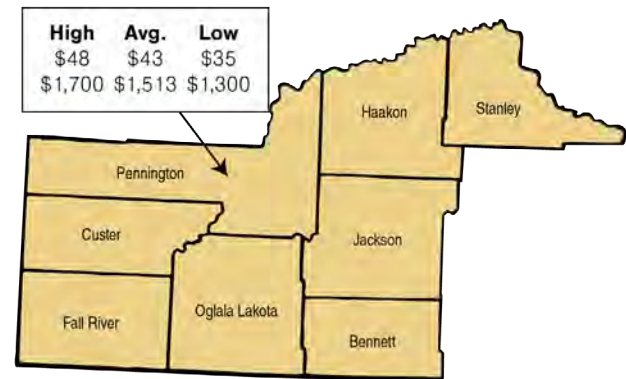 High Avg. Low
$48 $43 $35
$1,700 $1,513 $1,300
Haakon
Stanley
Pennington
Custer
Jackson
Oglala Lakota
Fall River
Bennett